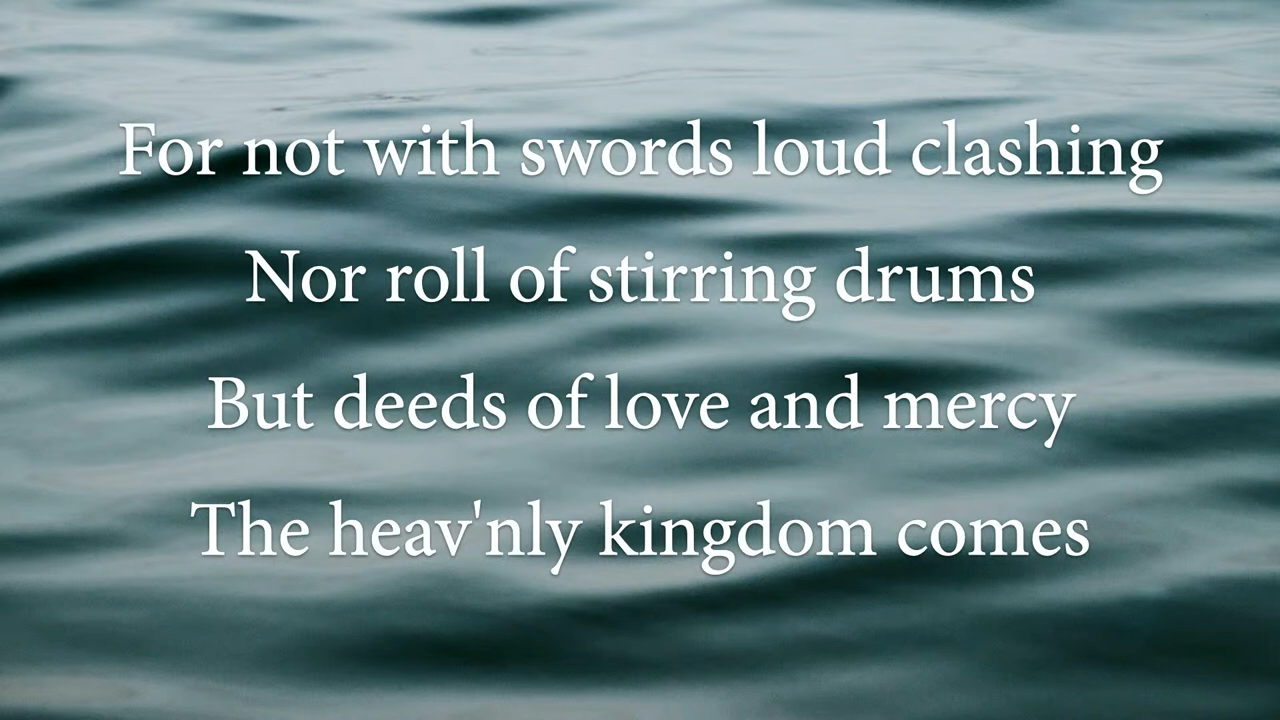 For not with swords loud clashing
Nor roll of stirring drums
But deeds of love and mercy
The heav'nly kingdom comes